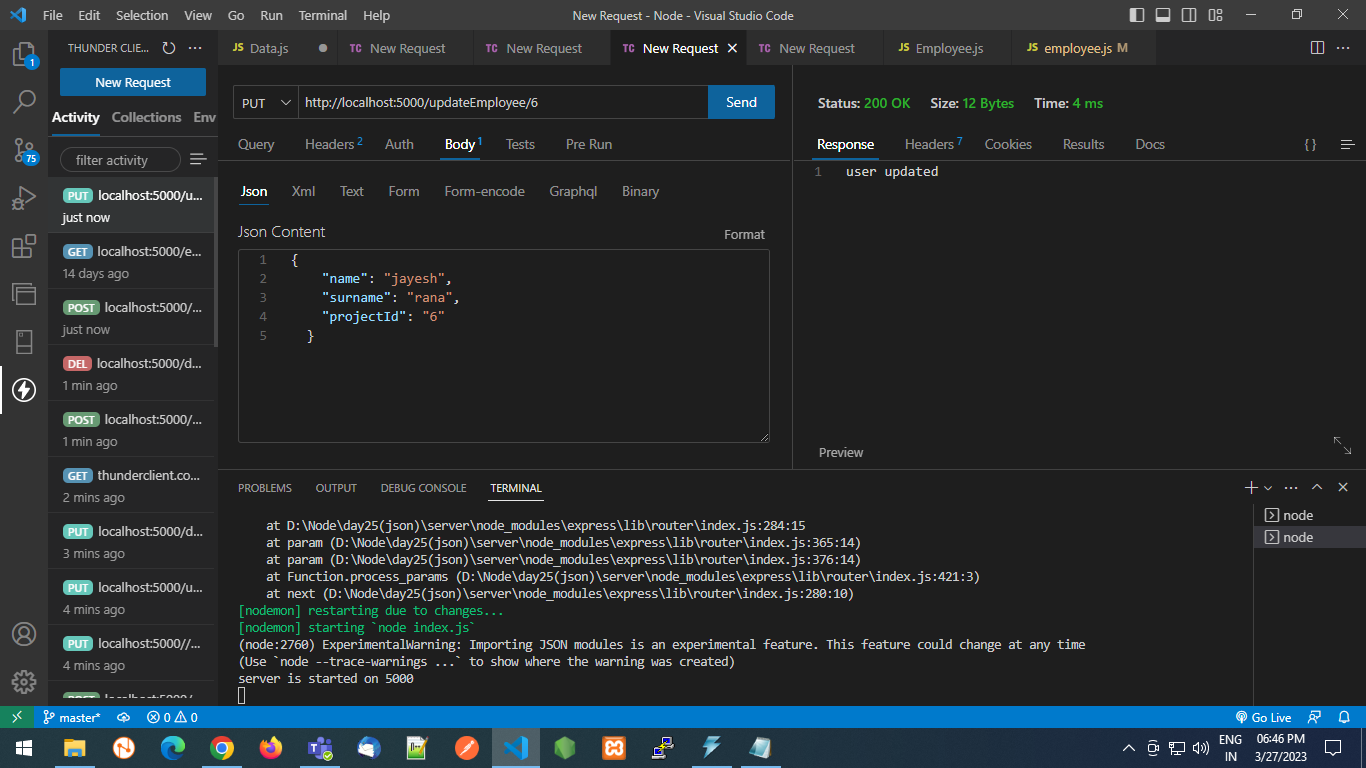 File Edit Selection View Go Run Terminal Help New Request - Node - Visual Studio Code
THUNDER CLIE...
Data.js
TC New Request
TC New Request
TC New Request
TC New Request
JS Employee.js
JS employee.js M
1
75
New Request
Activity Collections Env
filter activity
PUT localhost:5000/u...
just now
GET localhost:5000/e...
14 days ago
POST localhost:5000/...
just now
DEL localhost:5000/d...
1 min ago
POST localhost:5000/...
1 min ago
GET thunderclient.co...
2 mins ago
PUT localhost:5000/d...
3 mins ago
PUT localhost:5000/u...
4 mins ago
PUT localhost:5000//...
4 mins ago
POST localhost:5000/...
PUT http://localhost:5000/updateEmployee/6 Send
Query Headers 2 Auth Body 1 Tests Pre Run
Json Xml Text Form Form-encode Graphql Binary
Json Content Format
1 {
2 "name": "jayesh",
3 "surname": "rana",
4 "projectId": "6"
5 }
Status: 200 OK Size: 12 Bytes Time: 4 ms
Response Headers 7 Cookies Results Docs { }
1 user updated
Preview
PROBLEMS OUTPUT DEBUG CONSOLE TERMINAL
at D:\Node\day25(json)\server\node_modules\express\lib\router\index.js:284:15
at param (D:\Node\day25(json)\server\node_modules\express\lib\router\index.js:365:14)
at param (D:\Node\day25(json)\server\node_modules\express\lib\router\index.js:376:14)
at Function.process_params (D:\Node\day25(json)\server\node_modules\express\lib\router\index.js:421:3)
at next (D:\Node\day25(json)\server\node_modules\express\lib\router\index.js:280:10)
[nodemon] restarting due to changes...
[nodemon] starting `node index.js`
(node:2760) ExperimentalWarning: Importing JSON modules is an experimental feature. This feature could change at any time
(Use `node --trace-warnings ...` to show where the warning was created)
server is started on 5000
node
node
master* 0 0 Go Live
ENG
IN
06:46 PM
3/27/2023